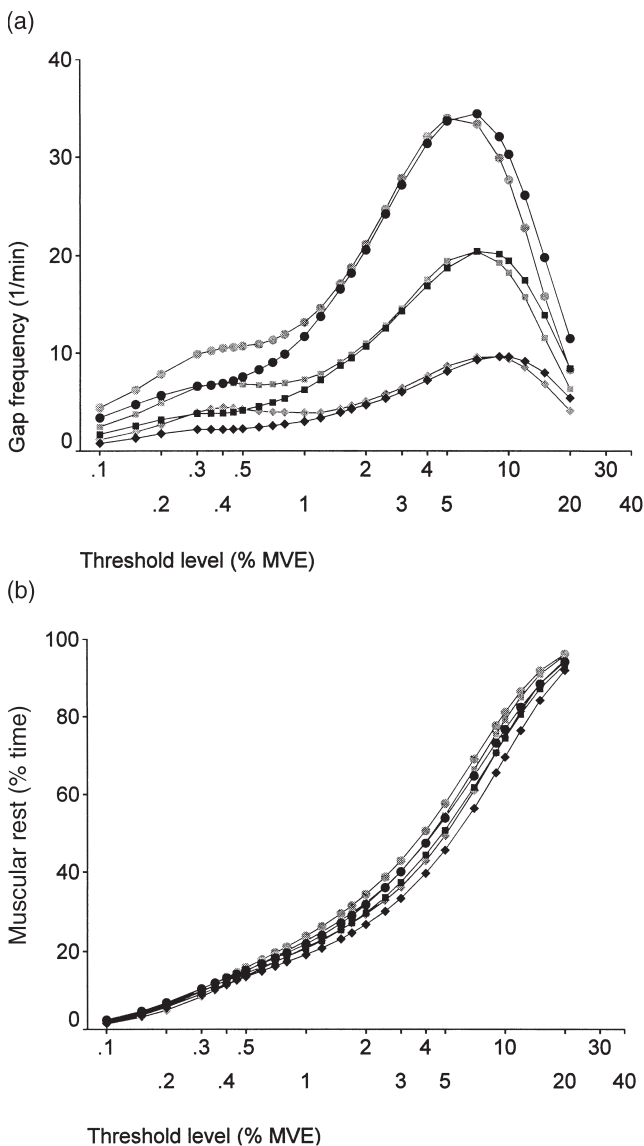 (a)
Gap frequency (1/min)
40
30
20
10
0
.1 .3 .5 2 4 10 30
.2 .4 1 3 5 20 40
Threshold level (% MVE)
(b)
Muscular rest (% time)
100
80
60
40
20
0
.1 .3 .5 2 4 10 30
.2 .4 1 3 5 20 40
Threshold level (% MVE)